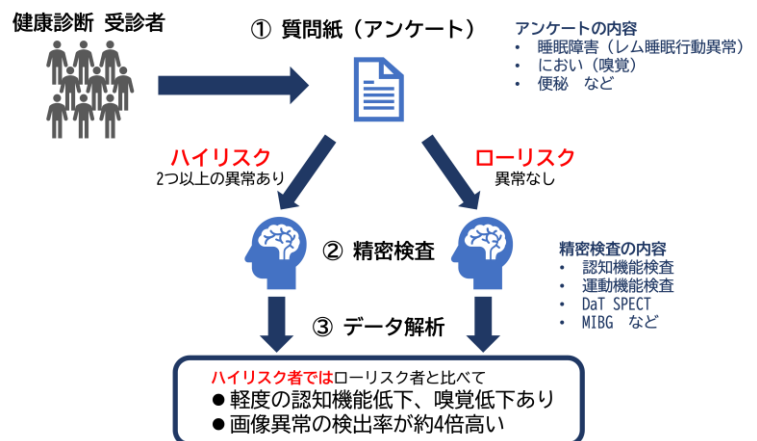 健康診断 受診者
① 質問紙（アンケート）
アンケートの内容
• 睡眠障害（レム睡眠行動異常）
• におい（嗅覚）
• 便秘 など
ハイリスク
2つ以上の異常あり
ローリスク
異常なし
② 精密検査
精密検査の内容
• 認知機能検査
• 運動機能検査
• DaT SPECT
• MIBG など
③ データ解析
ハイリスク者ではローリスク者と比べて
● 軽度の認知機能低下、嗅覚低下あり
● 画像異常の検出率が約4倍高い